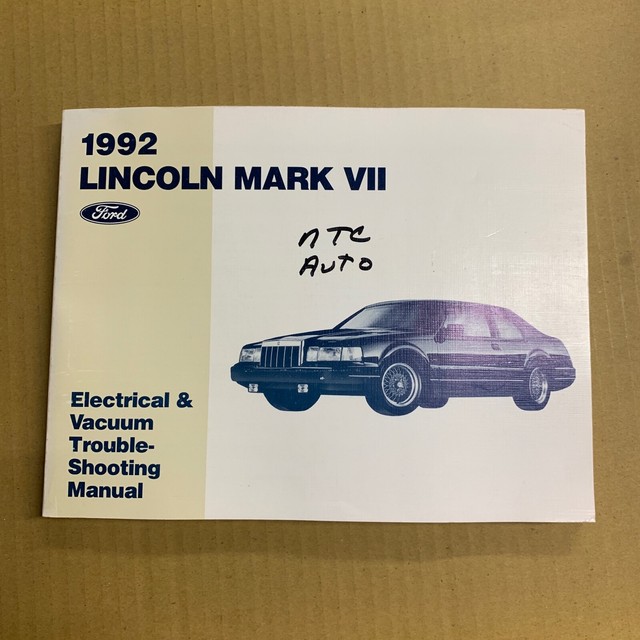 1992
LINCOLN MARK VII
Ford
nTC
AUTO
Electrical &
Vacuum
Trouble-
Shooting
Manual